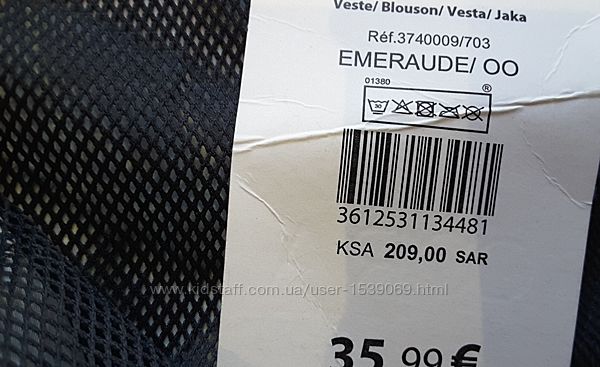 Veste/ Blouson/ Vesta/ Jaka
Réf.3740009/703
EMERAUDE/ OO
01380
®
30
3612531134481
KSA 209,00 SAR
www.kidstaff.com.ua/user-1539069.html
35,99 €